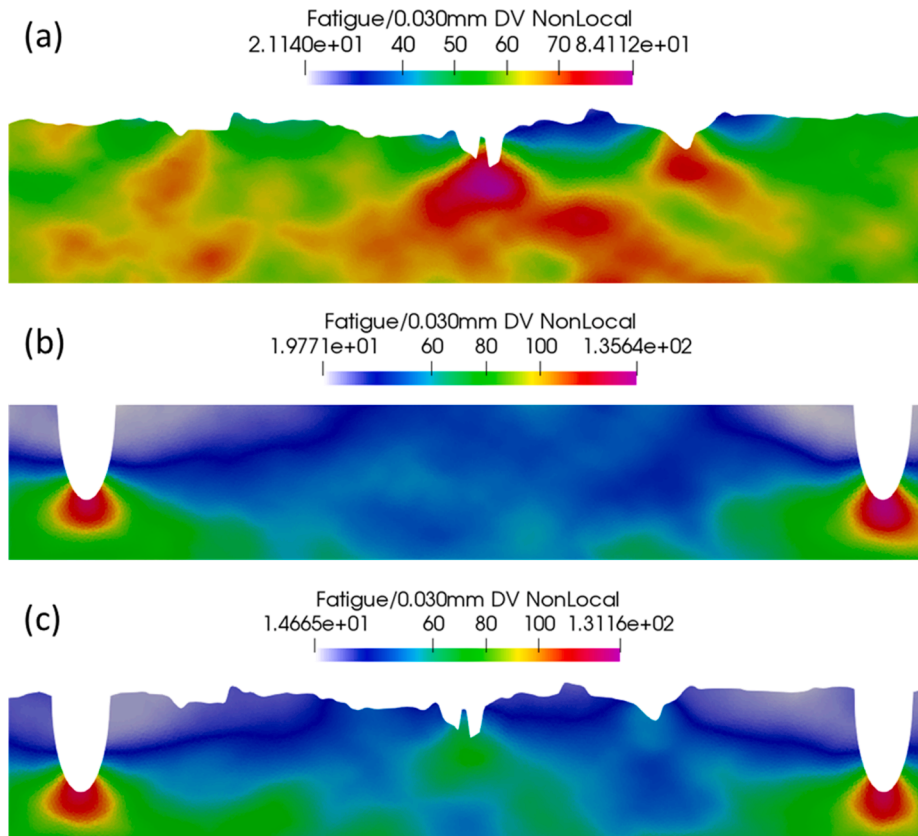 (a)
Fatigue/0.030mm DV NonLocal
2.1140e+01 40 50 60 70 8.4112e+01
(b)
Fatigue/0.030mm DV NonLocal
1.9771e+01 60 80 100 1.3564e+02
(c)
Fatigue/0.030mm DV NonLocal
1.4665e+01 60 80 100 1.3116e+02